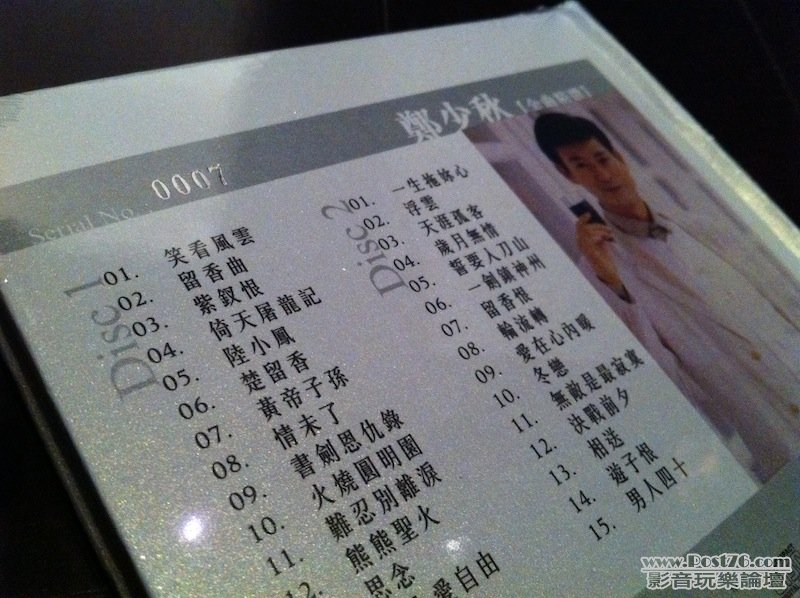 鄭少秋
Serial No. 0007
Disc 1
01. 笑看風雲
02. 留香曲
03. 紫釵恨
04. 倚天屠龍記
05. 陸小鳳
06. 楚留香
07. 黃帝子孫
08. 情未了
09. 書劍恩仇錄
10. 火燒圓明園
11. 難忍別離淚
12. 熊熊聖火
思念
愛自由
Disc 2
01. 一生拖妳心
02. 浮雲
03. 天涯孤客
04. 歲月無情
05. 誓要入刀山
06. 一劍鎮神州
07. 留香恨
08. 輪流轉
09. 愛在心內暖
10. 冬戀
11. 無敵是最寂寞
12. 決戰前夕
13. 相送
14. 遊子恨
15. 男人四十
www.Post76.com
影音玩樂論壇